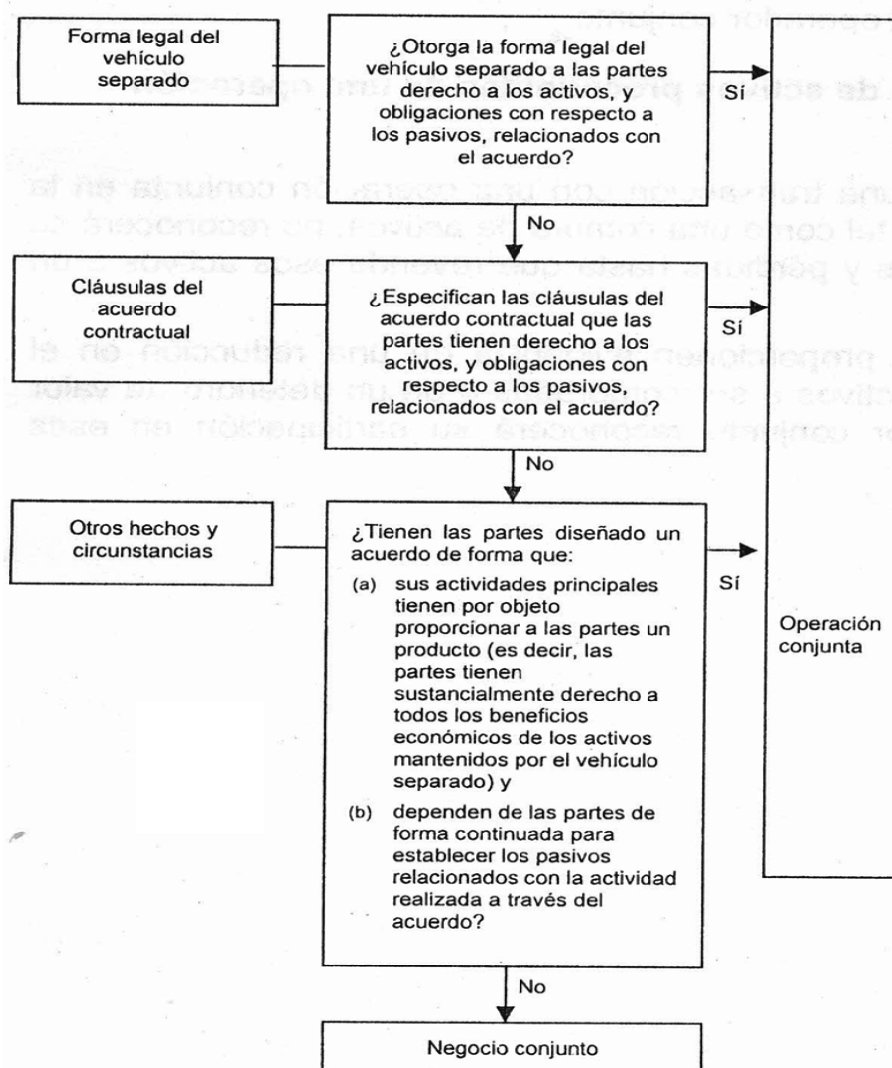 Forma legal del
vehículo
separado
¿Otorga la forma legal del
vehículo separado a las partes
derecho a los activos, y
obligaciones con respecto a
los pasivos, relacionados con
el acuerdo?
Sí
No
Cláusulas del
acuerdo
contractual
¿Especifican las cláusulas del
acuerdo contractual que las
partes tienen derecho a los
activos, y obligaciones con
respecto a los pasivos,
relacionados con el acuerdo?
Sí
No
Otros hechos y
circunstancias
¿Tienen las partes diseñado un
acuerdo de forma que:
(a) sus actividades principales
tienen por objeto
proporcionar a las partes un
producto (es decir, las
partes tienen
sustancialmente derecho a
todos los beneficios
económicos de los activos
mantenidos por el vehículo
separado) y
(b) dependen de las partes de
forma continuada para
establecer los pasivos
relacionados con la actividad
realizada a través del
acuerdo?
Sí
Operación
conjunta
No
Negocio conjunto